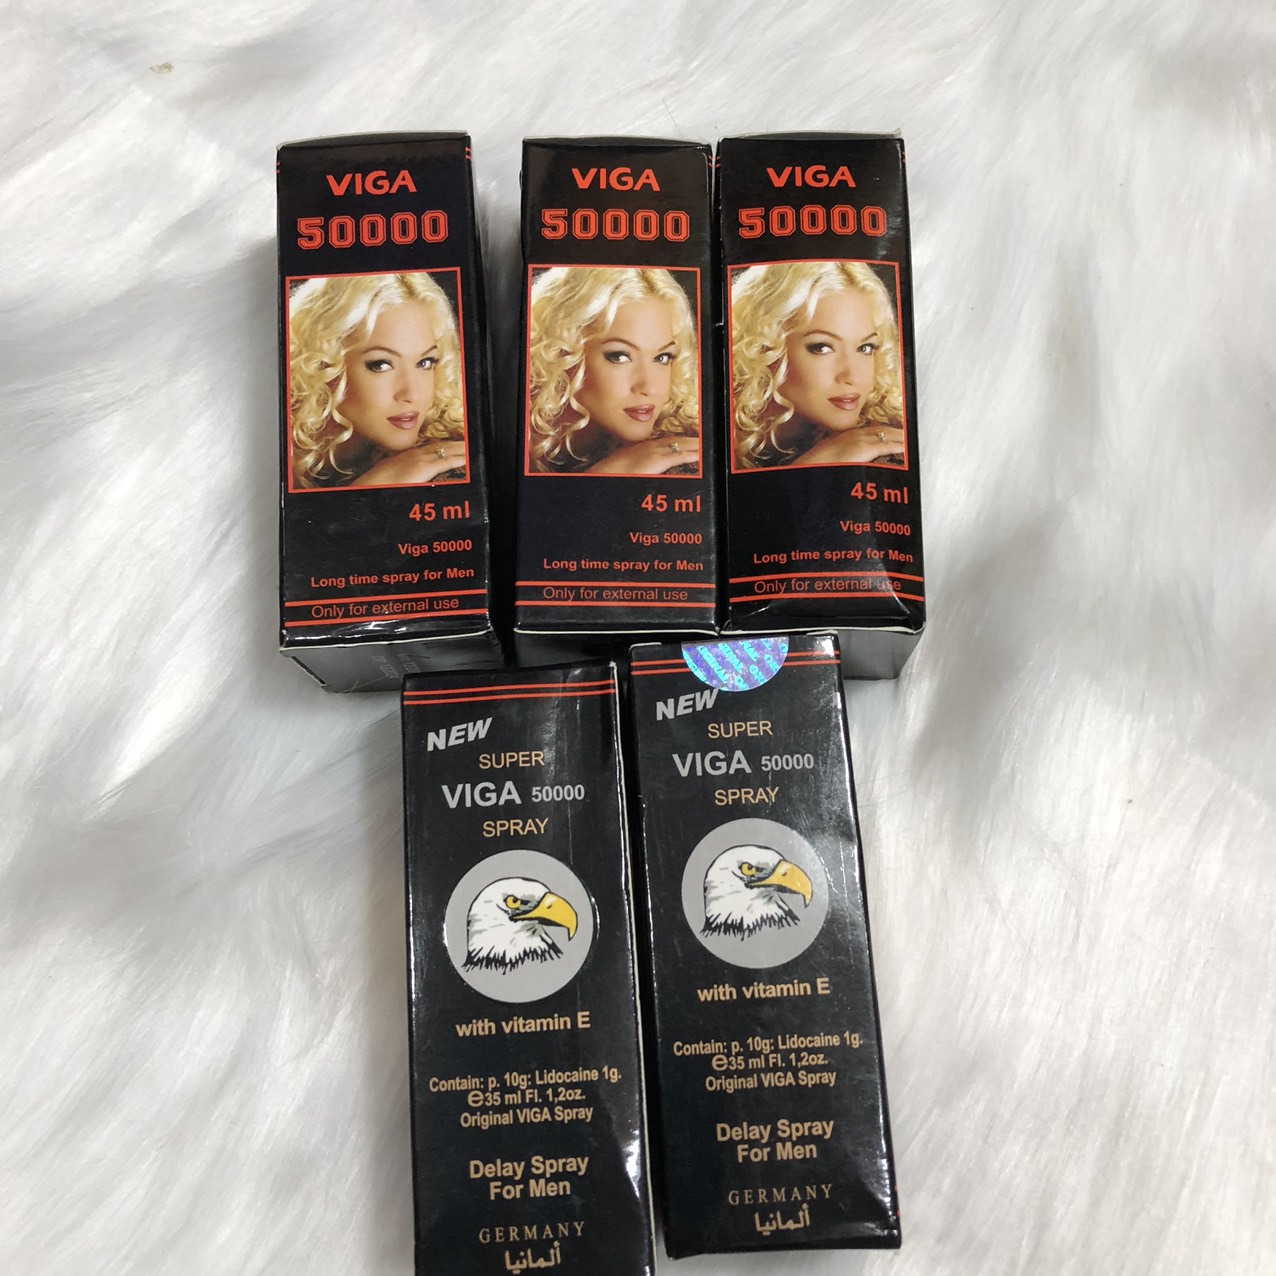 VIGA
50000
45 ml
Viga 50000
Long time spray for Men
Only for external use
VIGA
50000
45 ml
Viga 50000
Long time spray for Men
Only for external use
VIGA
50000
45 ml
Viga 50000
Long time spray for Men
Only for external use
NEW
SUPER
VIGA 50000
SPRAY
with vitamin E
Contain: p. 10g: Lidocaine 1g.
℮35 ml Fl. 1,2oz.
Original VIGA Spray
Delay Spray
For Men
GERMANY
ألمانيا
NEW
SUPER
VIGA 50000
SPRAY
with vitamin E
Contain: p. 10g: Lidocaine 1g.
℮35 ml Fl. 1,2oz.
Original VIGA Spray
Delay Spray
For Men
GERMANY
ألمانيا